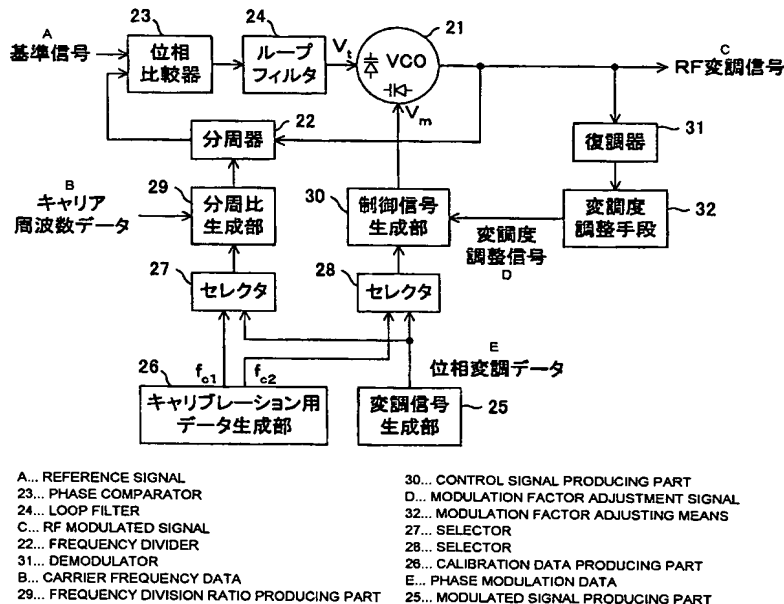 23
24
21
A
基準信号
位相
比較器
ループ
フィルタ
Vt
VCO
C
RF変調信号
Vm
22
分周器
復調器
31
B
キャリア
周波数データ
29
分周比
生成部
30
制御信号
生成部
変調度
調整手段
32
変調度
調整信号
D
27
セレクタ
28
セレクタ
E
位相変調データ
26
fc1
fc2
キャリブレーション用
データ生成部
変調信号
生成部
25
A... REFERENCE SIGNAL
23... PHASE COMPARATOR
24... LOOP FILTER
C... RF MODULATED SIGNAL
22... FREQUENCY DIVIDER
31... DEMODULATOR
B... CARRIER FREQUENCY DATA
29... FREQUENCY DIVISION RATIO PRODUCING PART
30... CONTROL SIGNAL PRODUCING PART
D... MODULATION FACTOR ADJUSTMENT SIGNAL
32... MODULATION FACTOR ADJUSTING MEANS
27... SELECTOR
28... SELECTOR
26... CALIBRATION DATA PRODUCING PART
E... PHASE MODULATION DATA
25... MODULATED SIGNAL PRODUCING PART